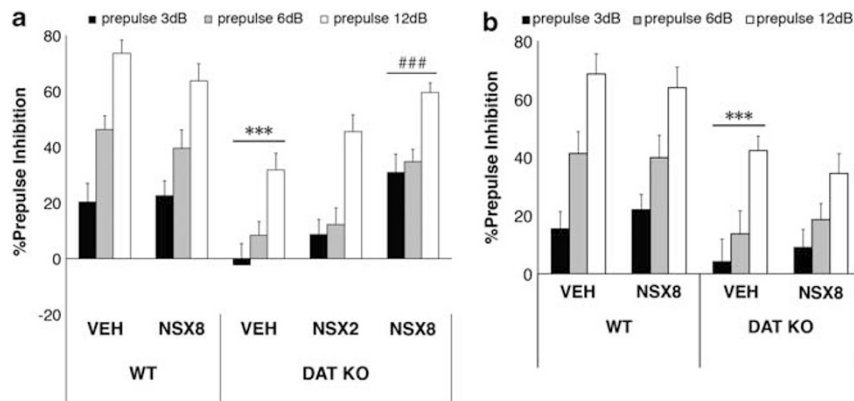 a
prepulse 3dB prepulse 6dB prepulse 12dB
%Prepulse Inhibition
80
60
40
20
0
-20
***
###
VEH NSX8 VEH NSX2 NSX8
WT DAT KO
b
prepulse 3dB prepulse 6dB prepulse 12dB
%Prepulse Inhibition
80
60
40
20
0
***
VEH NSX8 VEH NSX8
WT DAT KO